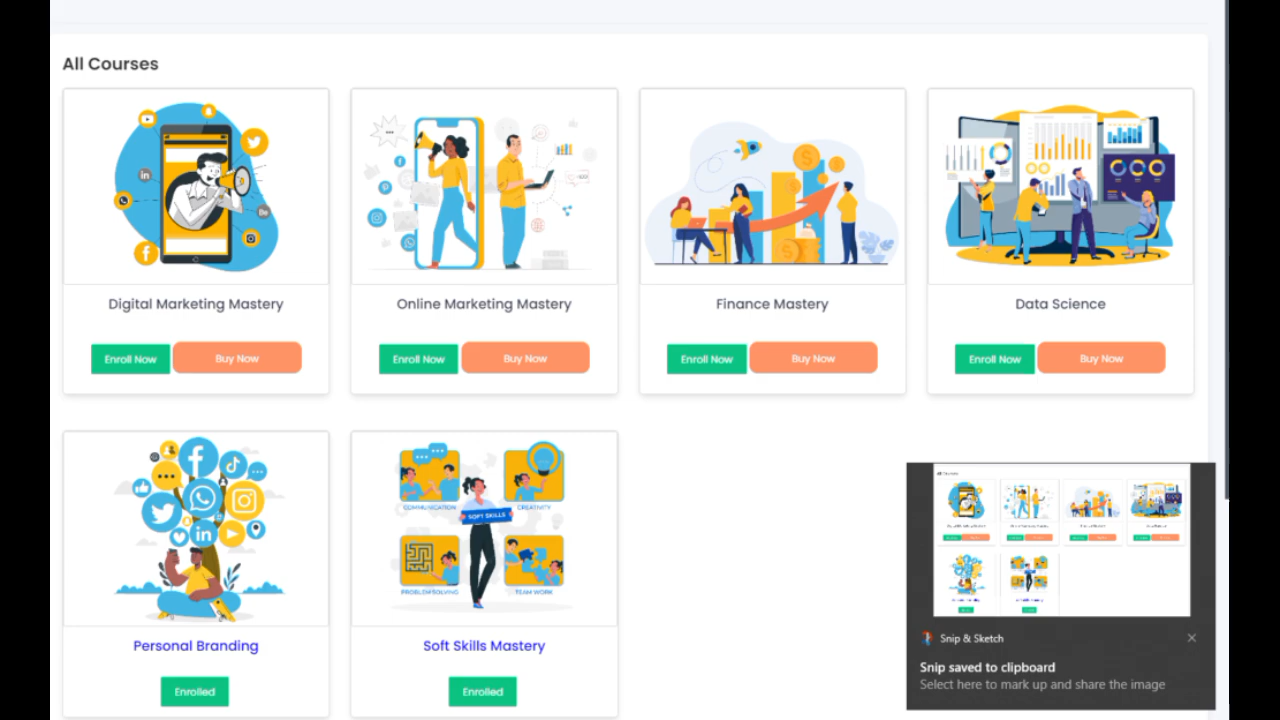 All Courses
Digital Marketing Mastery
Online Marketing Mastery
Finance Mastery
Data Science
Enroll Now
Buy Now
Enroll Now
Buy Now
Enroll Now
Buy Now
Enroll Now
Buy Now
COMMUNICATION
CREATIVITY
SOFT SKILLS
PROBLEM SOLVING
TEAM WORK
Personal Branding
Soft Skills Mastery
Enrolled
Enrolled
Snip & Sketch
Snip saved to clipboard
Select here to mark up and share the image